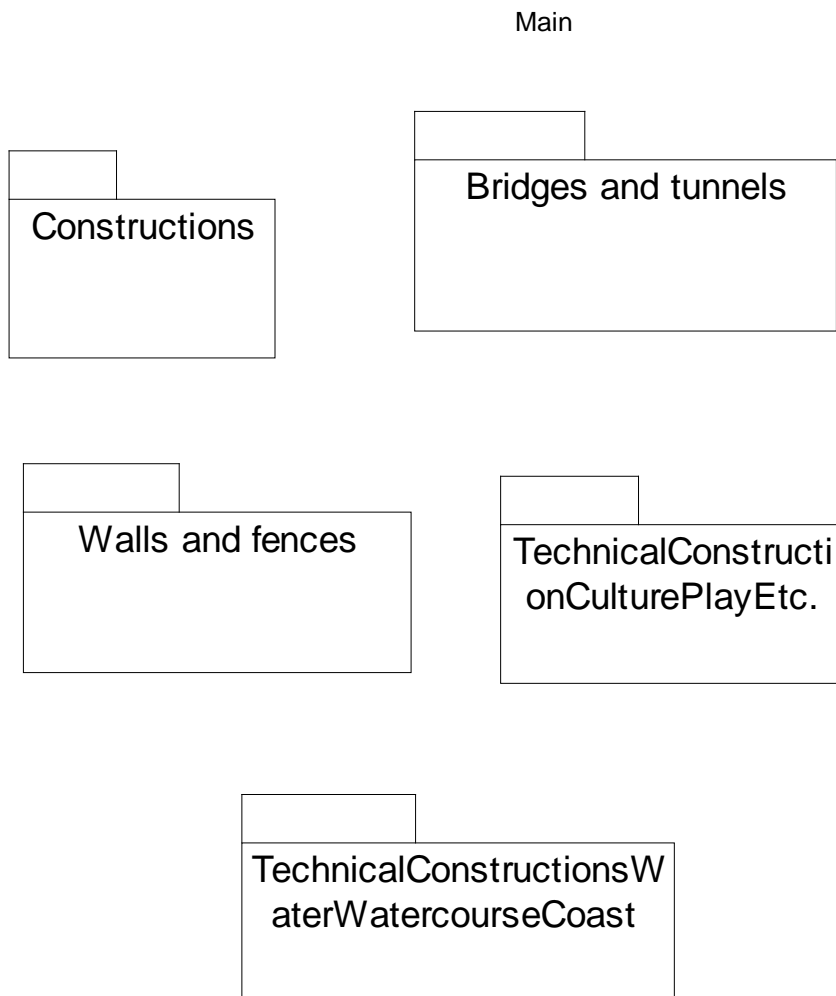 Main
Constructions
Bridges and tunnels
Walls and fences
TechnicalConstructi
onCulturePlayEtc.
TechnicalConstructionsW
aterWatercourseCoast